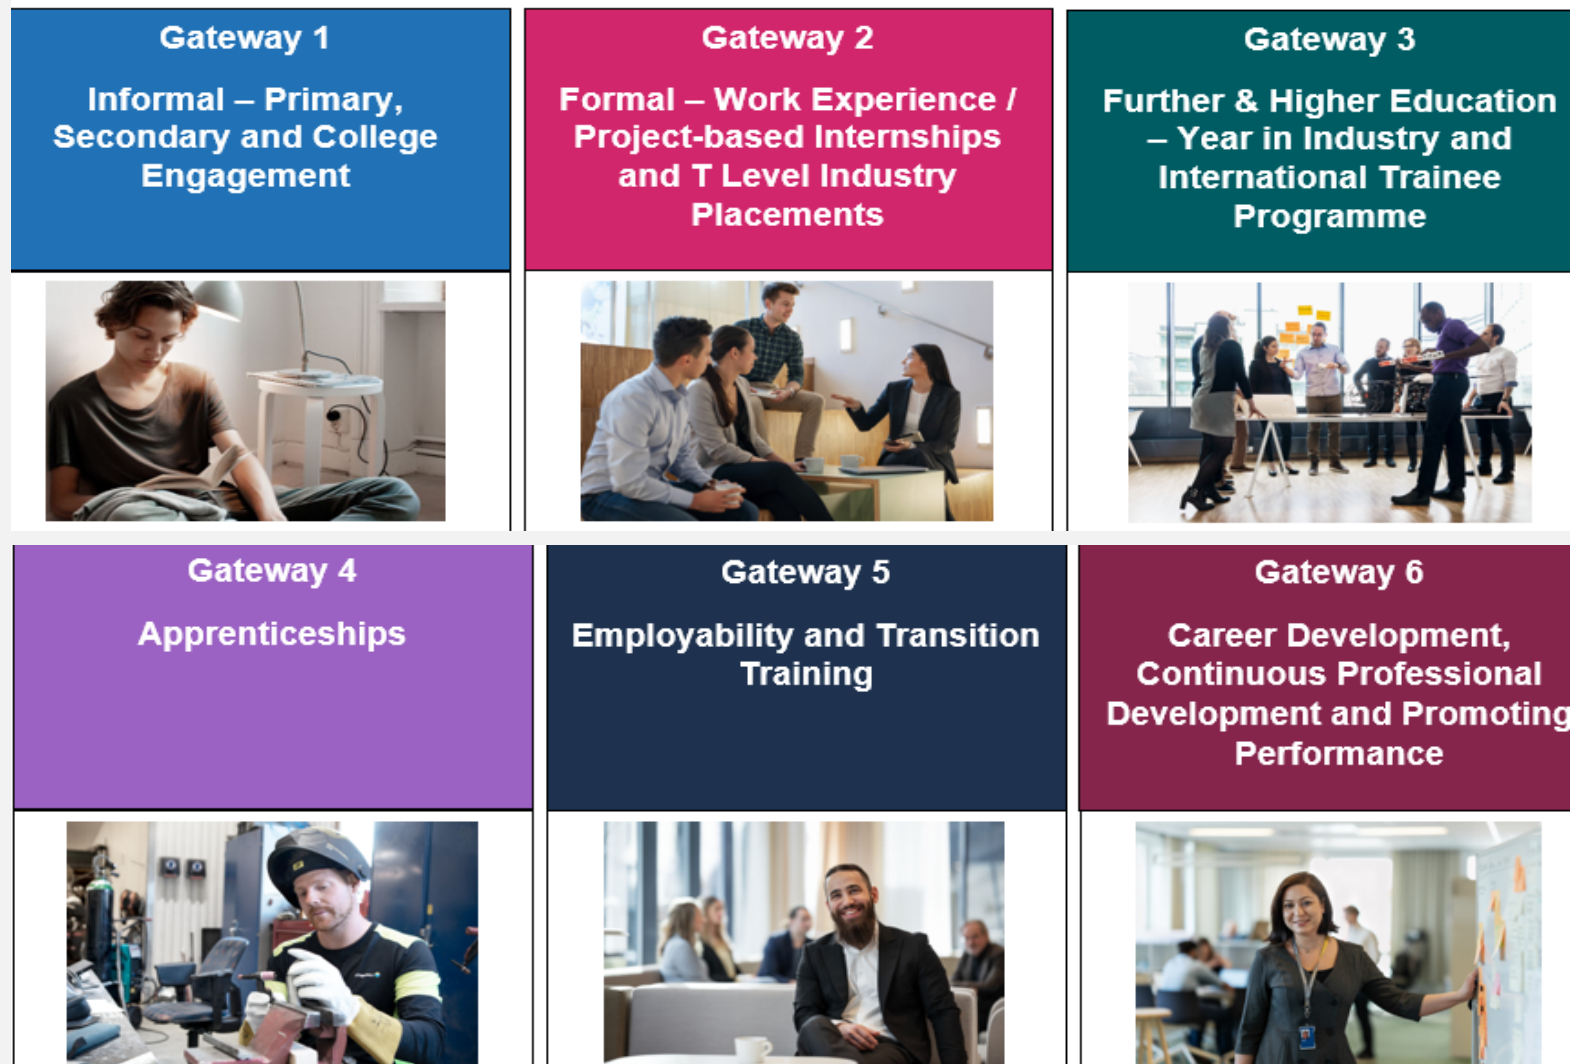 Gateway 1
Informal – Primary,
Secondary and College
Engagement
Gateway 2
Formal – Work Experience /
Project-based Internships
and T Level Industry
Placements
Gateway 3
Further & Higher Education
– Year in Industry and
International Trainee
Programme
Gateway 4
Apprenticeships
Gateway 5
Employability and Transition
Training
Gateway 6
Career Development,
Continuous Professional
Development and Promoting
Performance